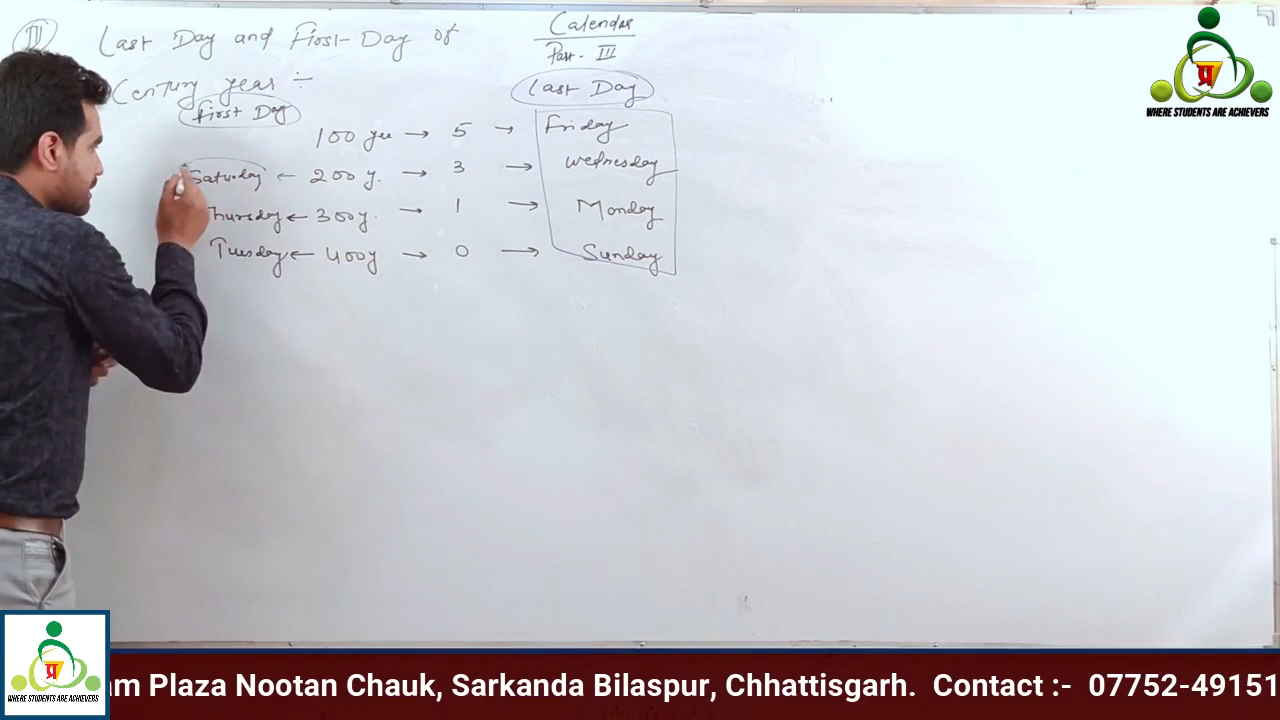 IV Last Day and First-Day of
Century year :-
Calendar
Part - III
First Day
Last Day
100 yea → 5 → Friday
Saturday ← 200 y. → 3 → Wednesday
Thursday ← 300 y. → 1 → Monday
Tuesday ← 400 y → 0 → Sunday
प्र
WHERE STUDENTS ARE ACHIEVERS
प्र
WHERE STUDENTS ARE ACHIEVERS
am Plaza Nootan Chauk, Sarkanda Bilaspur, Chhattisgarh. Contact :- 07752-49151